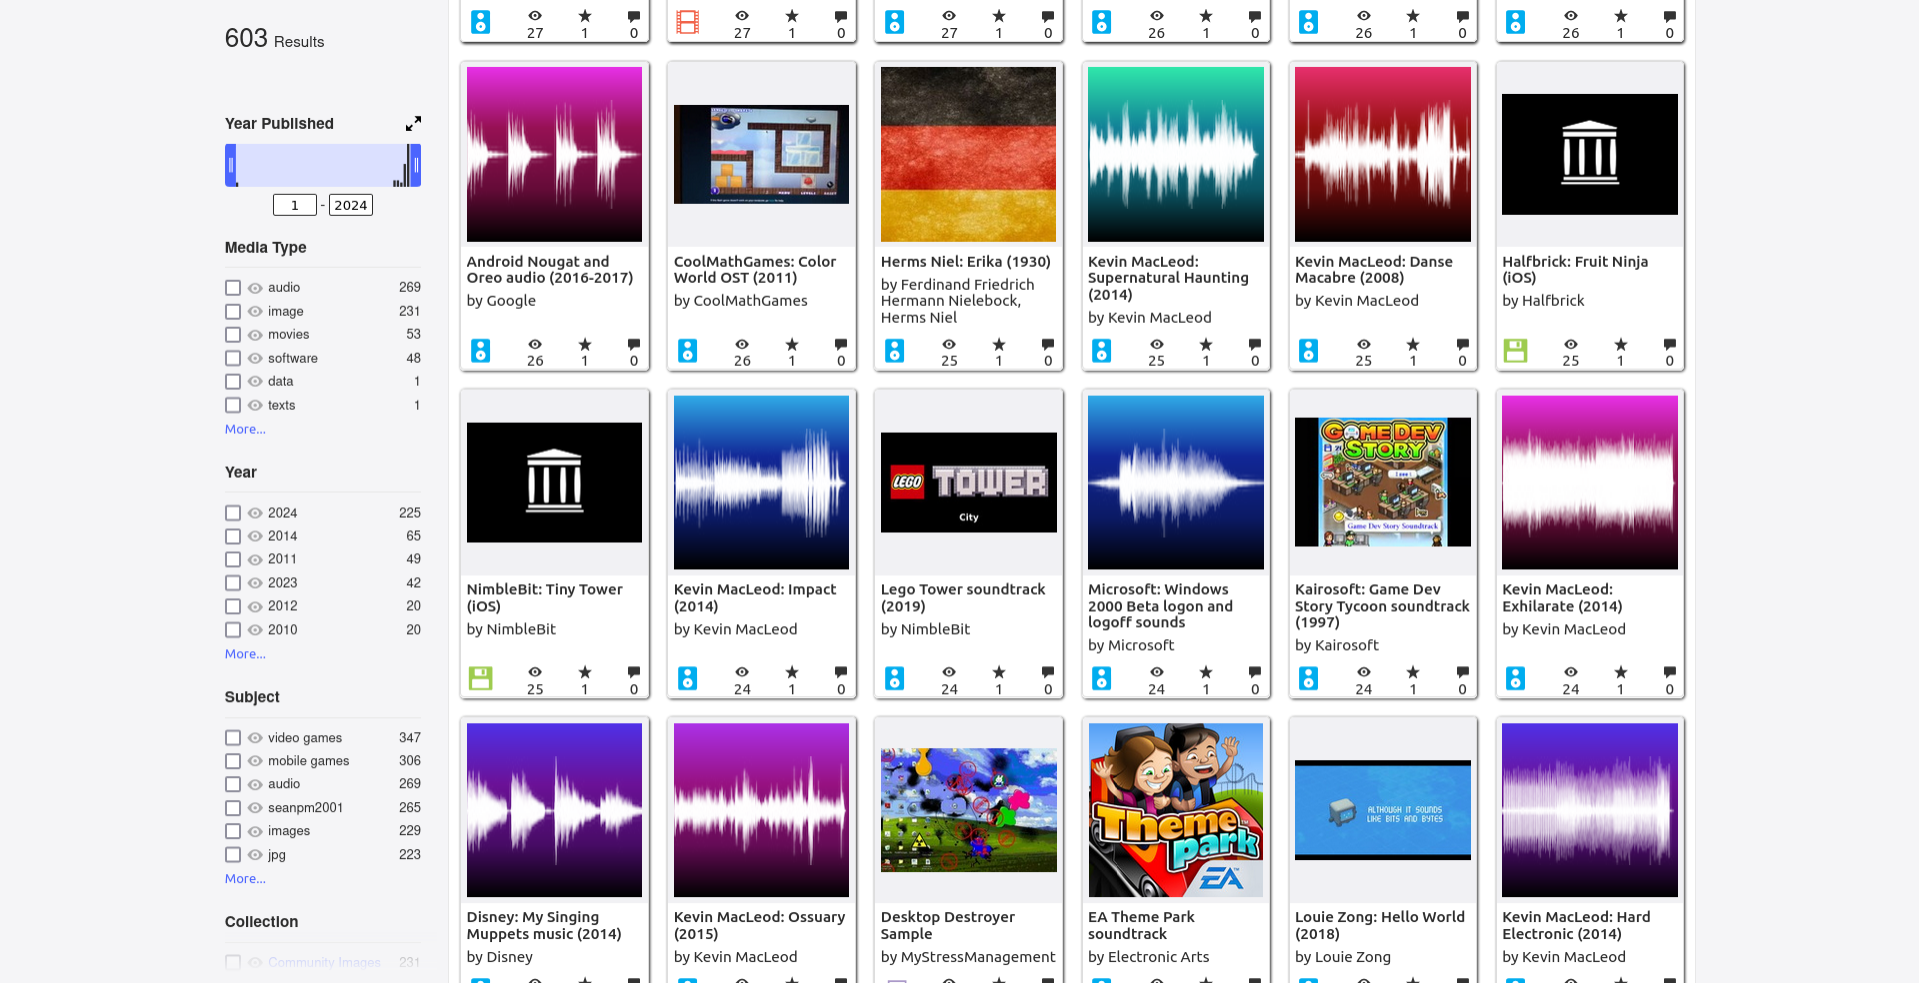 603 Results
Year Published
1 - 2024
Media Type
audio 269
image 231
movies 53
software 48
data 1
texts 1
More...
Year
2024 225
2014 65
2011 49
2023 42
2012 20
2010 20
More...
Subject
video games 347
mobile games 306
audio 269
seanpm2001 265
images 229
jpg 223
More...
Collection
Community Images 231
27 1 0
27 1 0
27 1 0
26 1 0
26 1 0
26 1 0
Android Nougat and
Oreo audio (2016-2017)
by Google
26 1 0
CoolMathGames: Color
World OST (2011)
by CoolMathGames
26 1 0
Herms Niel: Erika (1930)
by Ferdinand Friedrich
Hermann Nielebock,
Herms Niel
25 1 0
Kevin MacLeod:
Supernatural Haunting
(2014)
by Kevin MacLeod
25 1 0
Kevin MacLeod: Danse
Macabre (2008)
by Kevin MacLeod
25 1 0
Halfbrick: Fruit Ninja
(iOS)
by Halfbrick
25 1 0
NimbleBit: Tiny Tower
(iOS)
by NimbleBit
25 1 0
Kevin MacLeod: Impact
(2014)
by Kevin MacLeod
24 1 0
LEGO TOWER
City
Lego Tower soundtrack
(2019)
by NimbleBit
24 1 0
Microsoft: Windows
2000 Beta logon and
logoff sounds
by Microsoft
24 1 0
GAME DEV
STORY
Game Dev Story Soundtrack
Kairosoft: Game Dev
Story Tycoon soundtrack
(1997)
by Kairosoft
24 1 0
Kevin MacLeod:
Exhilarate (2014)
by Kevin MacLeod
24 1 0
Disney: My Singing
Muppets music (2014)
by Disney
Kevin MacLeod: Ossuary
(2015)
by Kevin MacLeod
Desktop Destroyer
Sample
by MyStressManagement
Theme
park
EA
EA Theme Park
soundtrack
by Electronic Arts
ALTHOUGH IT SOUNDS
LIKE BITS AND BYTES
Louie Zong: Hello World
(2018)
by Louie Zong
Kevin MacLeod: Hard
Electronic (2014)
by Kevin MacLeod